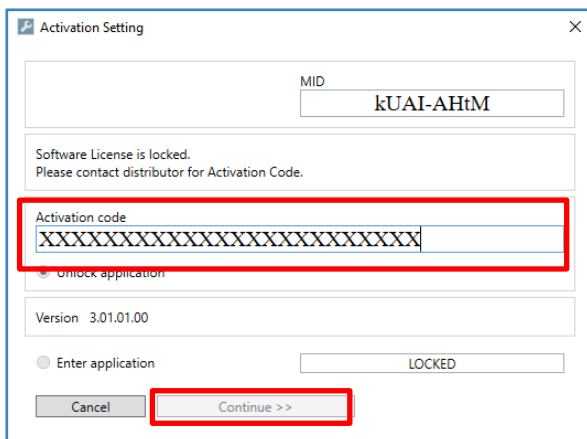 Activation Setting
MID
kUAI-AHtM
Software License is locked.
Please contact distributor for Activation Code.
Activation code
XXXXXXXXXXXXXXXXXXXXXXXXX
Unlock application
Version 3.01.01.00
Enter application
LOCKED
Cancel
Continue >>